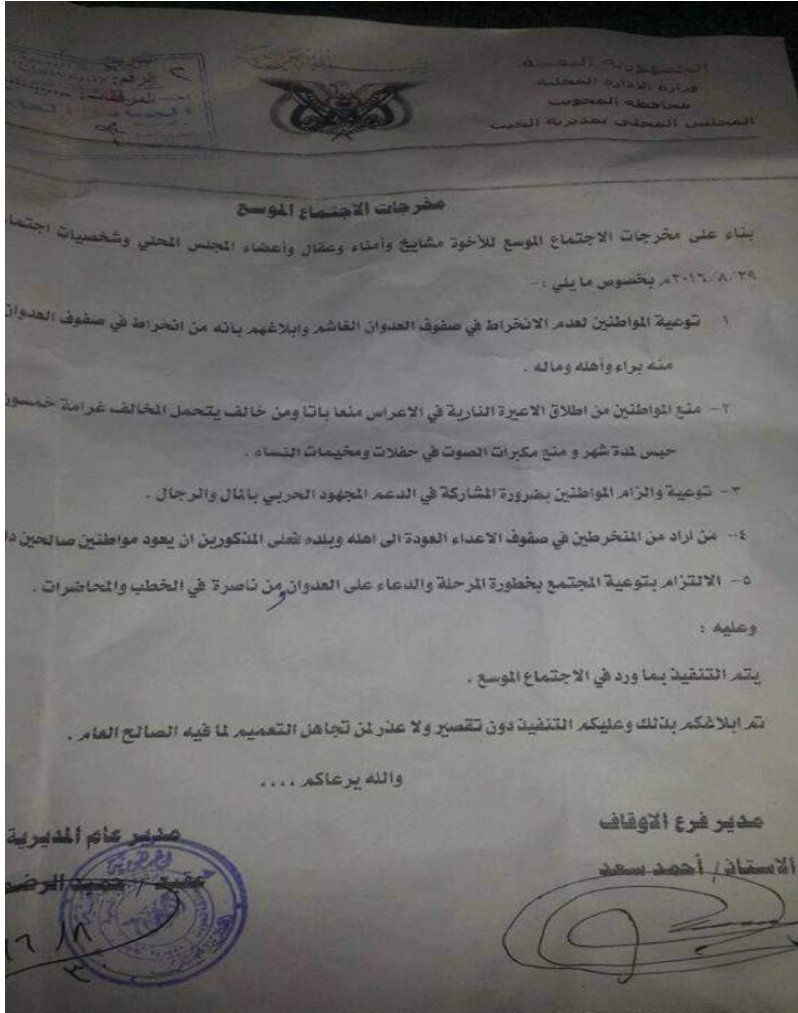 الجمهورية اليمنية
وزارة الإدارة المحلية
محافظة المحويت
المجلس المحلي بمديرية الخبت
الرقم:
المرفقات:
مخرجات الاجتماع الموسع
بناء على مخرجات الاجتماع الموسع للأخوة مشايخ وأمناء وعقال وأعضاء المجلس المحلي وشخصيات
٢٠١٦/٨/٢٩م بخصوص ما يلي :-
١ توعية المواطنين لعدم الانخراط في صفوف العدوان الغاشم وابلاغهم بانه من انخراط في صفوف العدوان
منه براء وأهله وماله .
٢- منع المواطنين من اطلاق الاعيرة النارية في الاعراس منعا باتا ومن خالف يتحمل المخالف غرامة
حبس لمدة شهر و منع مكبرات الصوت في حفلات ومخيمات النساء .
٣- توعية والزام المواطنين بضرورة المشاركة في الدعم المجهود الحربي بالمال والرجال .
٤- من اراد من المنخرطين في صفوف الاعداء العودة الى اهله وبلده فعلى المذكورين ان يعود مواطنين صالحين
٥- الالتزام بتوعية المجتمع بخطورة المرحلة والدعاء على العدوان ومن ناصرة في الخطب والمحاضرات .
وعليه :
يتم التنفيذ بما ورد في الاجتماع الموسع .
تم ابلاغكم بذلك وعليكم التنفيذ دون تقصير ولا عذر لمن تجاهل التعميم لما فيه الصالح العام .
والله يرعاكم ....
مدير فرع الاوقاف
الاستاذ / أحمد سعد
مدير عام المديرية
عقيد / حميد